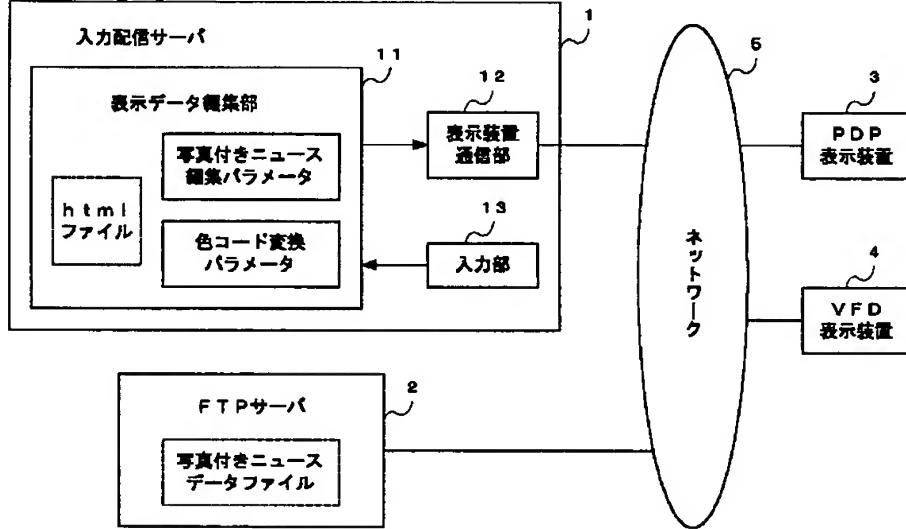 入力配信サーバ
1
11
表示データ編集部
写真付きニュース
編集パラメータ
html
ファイル
色コード変換
パラメータ
12
表示装置
通信部
13
入力部
5
ネットワーク
3
PDP
表示装置
4
VFD
表示装置
2
FTPサーバ
写真付きニュース
データファイル